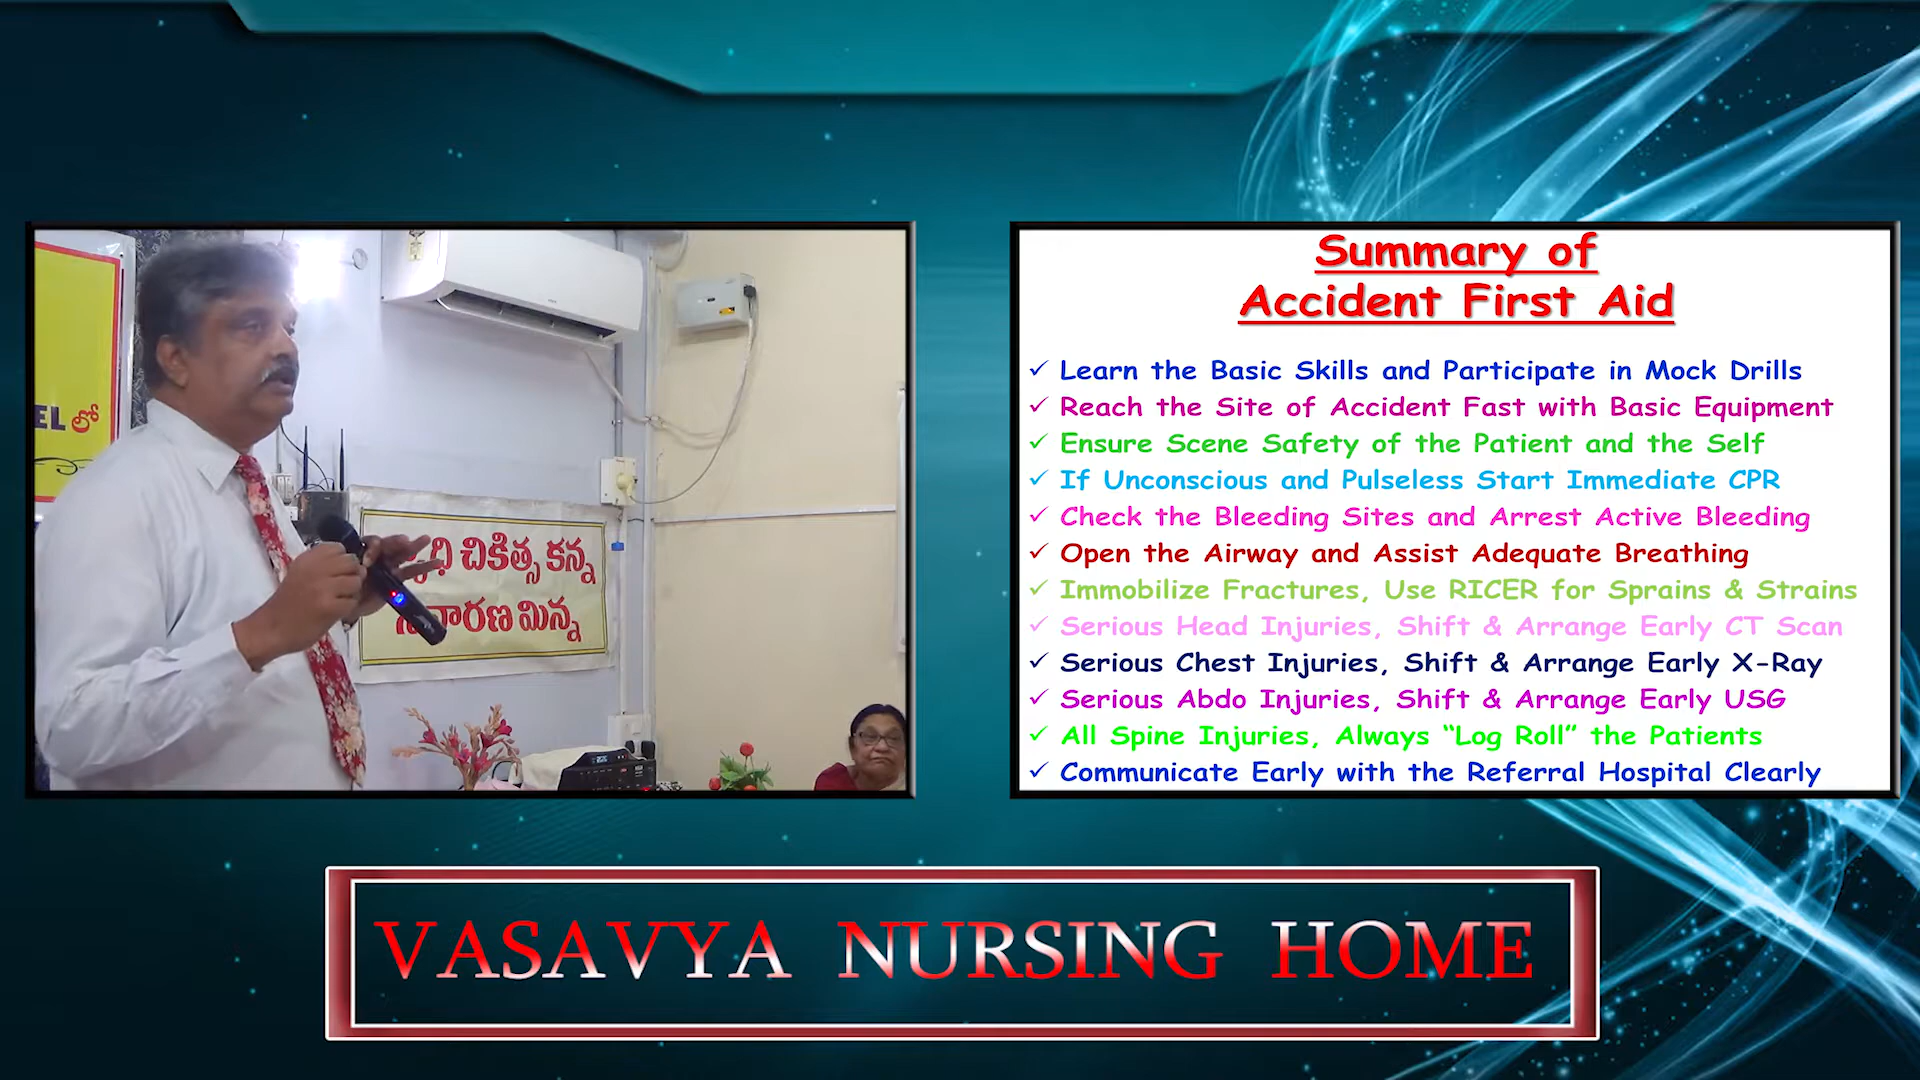 EL లో
చికిత్స కన్న
మిన్న
Summary of
Accident First Aid
✓ Learn the Basic Skills and Participate in Mock Drills
✓ Reach the Site of Accident Fast with Basic Equipment
✓ Ensure Scene Safety of the Patient and the Self
✓ If Unconscious and Pulseless Start Immediate CPR
✓ Check the Bleeding Sites and Arrest Active Bleeding
✓ Open the Airway and Assist Adequate Breathing
✓ Immobilize Fractures, Use RICER for Sprains & Strains
✓ Serious Head Injuries, Shift & Arrange Early CT Scan
✓ Serious Chest Injuries, Shift & Arrange Early X-Ray
✓ Serious Abdo Injuries, Shift & Arrange Early USG
✓ All Spine Injuries, Always “Log Roll” the Patients
✓ Communicate Early with the Referral Hospital Clearly
VASAVYA NURSING HOME